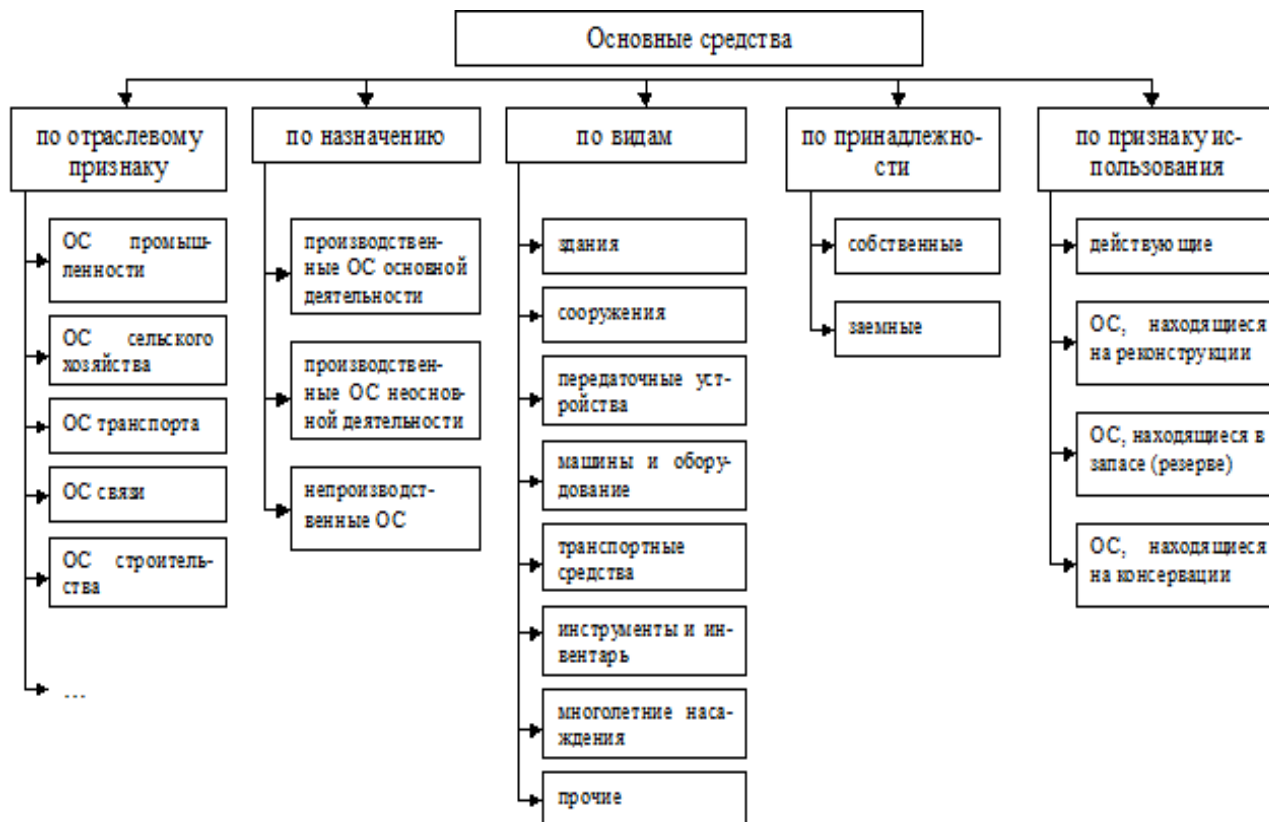 Основные средства
по отраслевому
признаку
ОС промыш-
ленности
ОС сельского
хозяйства
ОС транспорта
ОС связи
ОС строитель-
ства
...
по назначению
производствен-
ные ОС основной
деятельности
производствен-
ные ОС неоснов-
ной деятельности
непроизводст-
венные ОС
по видам
здания
сооружения
передаточные уст-
ройства
машины и обору-
дование
транспортные
средства
инструменты и ин-
вентарь
многолетние наса-
ждения
прочие
по принадлежно-
сти
собственные
заемные
по признаку ис-
пользования
действующие
ОС, находящиеся
на реконструкции
ОС, находящиеся в
запасе (резерве)
ОС, находящиеся
на консервации